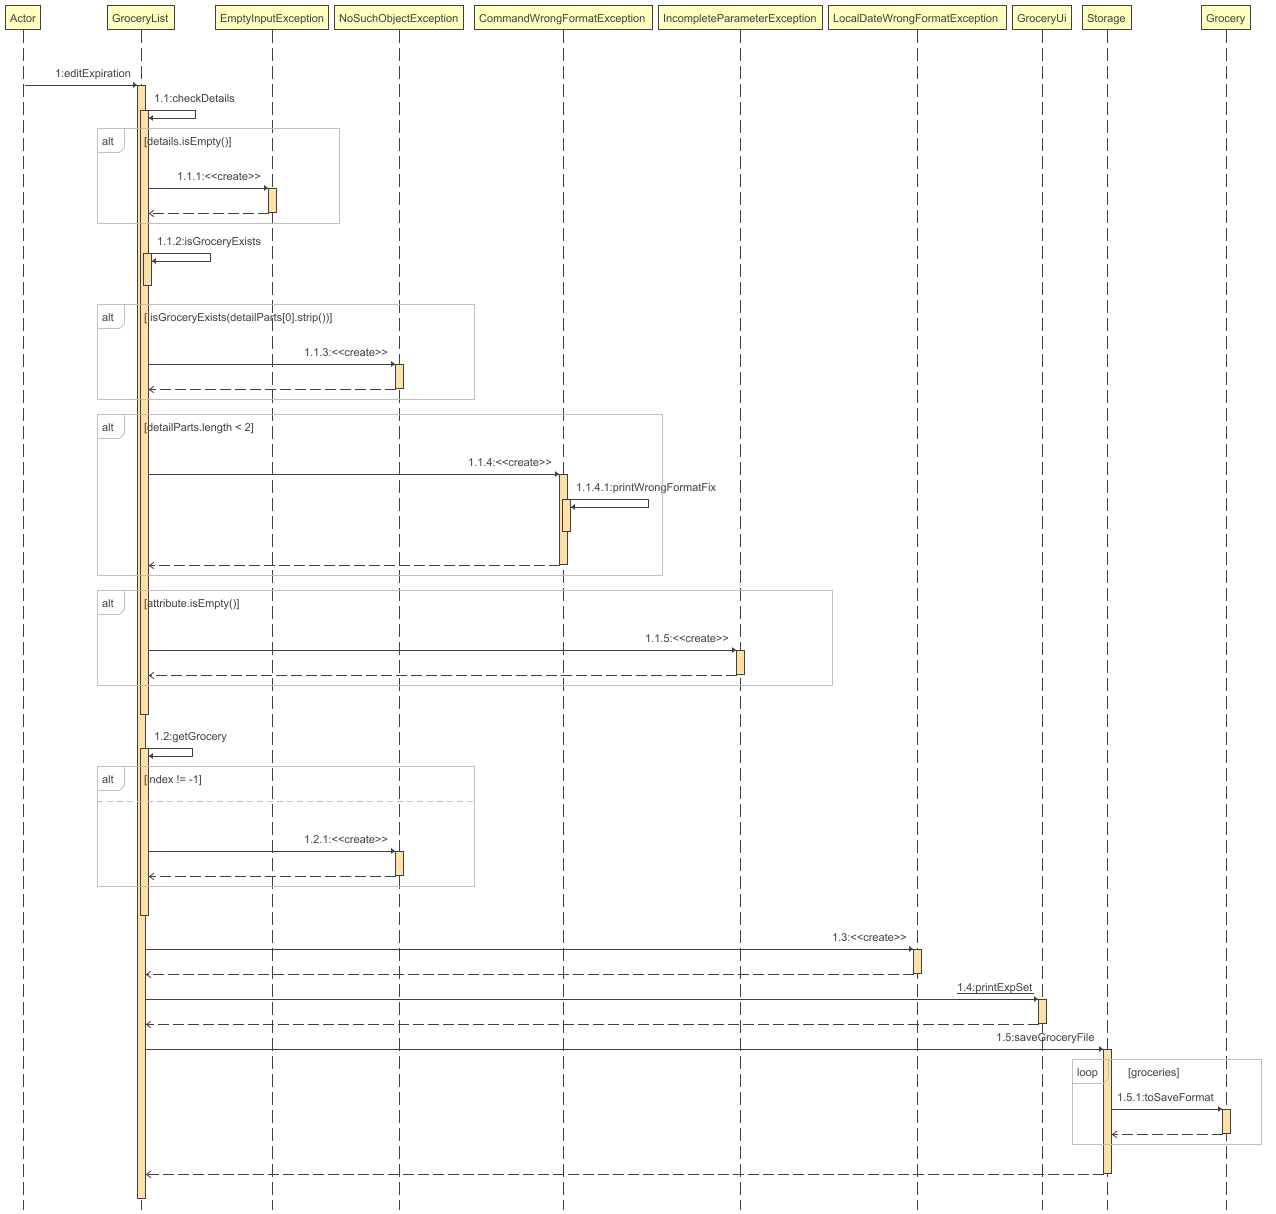 Actor
GroceryList
EmptyInputException
NoSuchObjectException
CommandWrongFormatException
IncompleteParameterException
LocalDateWrongFormatException
GroceryUi
Storage
Grocery
1:editExpiration
1.1:checkDetails
alt
[details.isEmpty()]
1.1.1:<<create>>
1.1.2:isGroceryExists
alt
[!isGroceryExists(detailParts[0].strip())]
1.1.3:<<create>>
alt
[detailParts.length < 2]
1.1.4:<<create>>
1.1.4.1:printWrongFormatFix
alt
[attribute.isEmpty()]
1.1.5:<<create>>
1.2:getGrocery
alt
[index != -1]
1.2.1:<<create>>
1.3:<<create>>
1.4:printExpSet
1.5:saveGroceryFile
loop
[groceries]
1.5.1:toSaveFormat